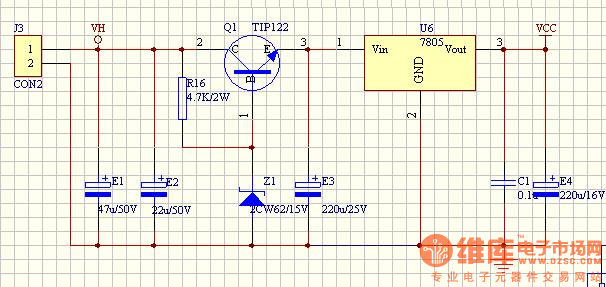 J3
VH
Q1 TIP122
U6
7805
VCC
1
2
CON2
2
C
E
B
3
1
Vin
Vout
GND
3
1
2
R16
4.7K/2W
E1
47u/50V
E2
22u/50V
Z1
2CW62/15V
E3
220u/25V
C1
E4
220u/16V
维库电子市场网
WWW.DZSC.COM
专业电子元器件交易网站